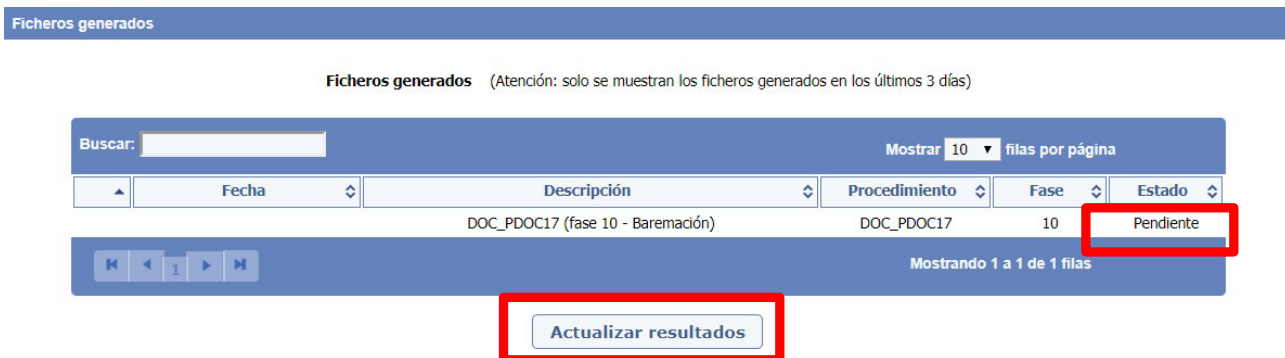 Ficheros generados
Ficheros generados (Atención: solo se muestran los ficheros generados en los últimos 3 días)
Buscar: Mostrar 10 filas por página
Fecha Descripción Procedimiento Fase Estado
DOC_PDOC17 (fase 10 - Baremación) DOC_PDOC17 10 Pendiente
1 Mostrando 1 a 1 de 1 filas
Actualizar resultados